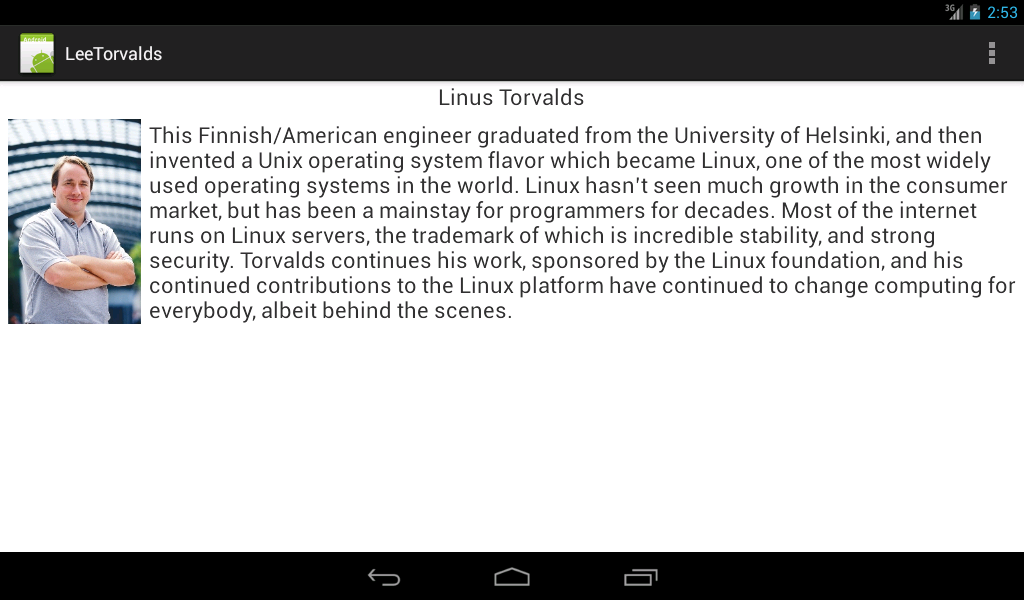 3G 2:53
Android
LeeTorvalds
Linus Torvalds
This Finnish/American engineer graduated from the University of Helsinki, and then
invented a Unix operating system flavor which became Linux, one of the most widely
used operating systems in the world. Linux hasn't seen much growth in the consumer
market, but has been a mainstay for programmers for decades. Most of the internet
runs on Linux servers, the trademark of which is incredible stability, and strong
security. Torvalds continues his work, sponsored by the Linux foundation, and his
continued contributions to the Linux platform have continued to change computing for
everybody, albeit behind the scenes.